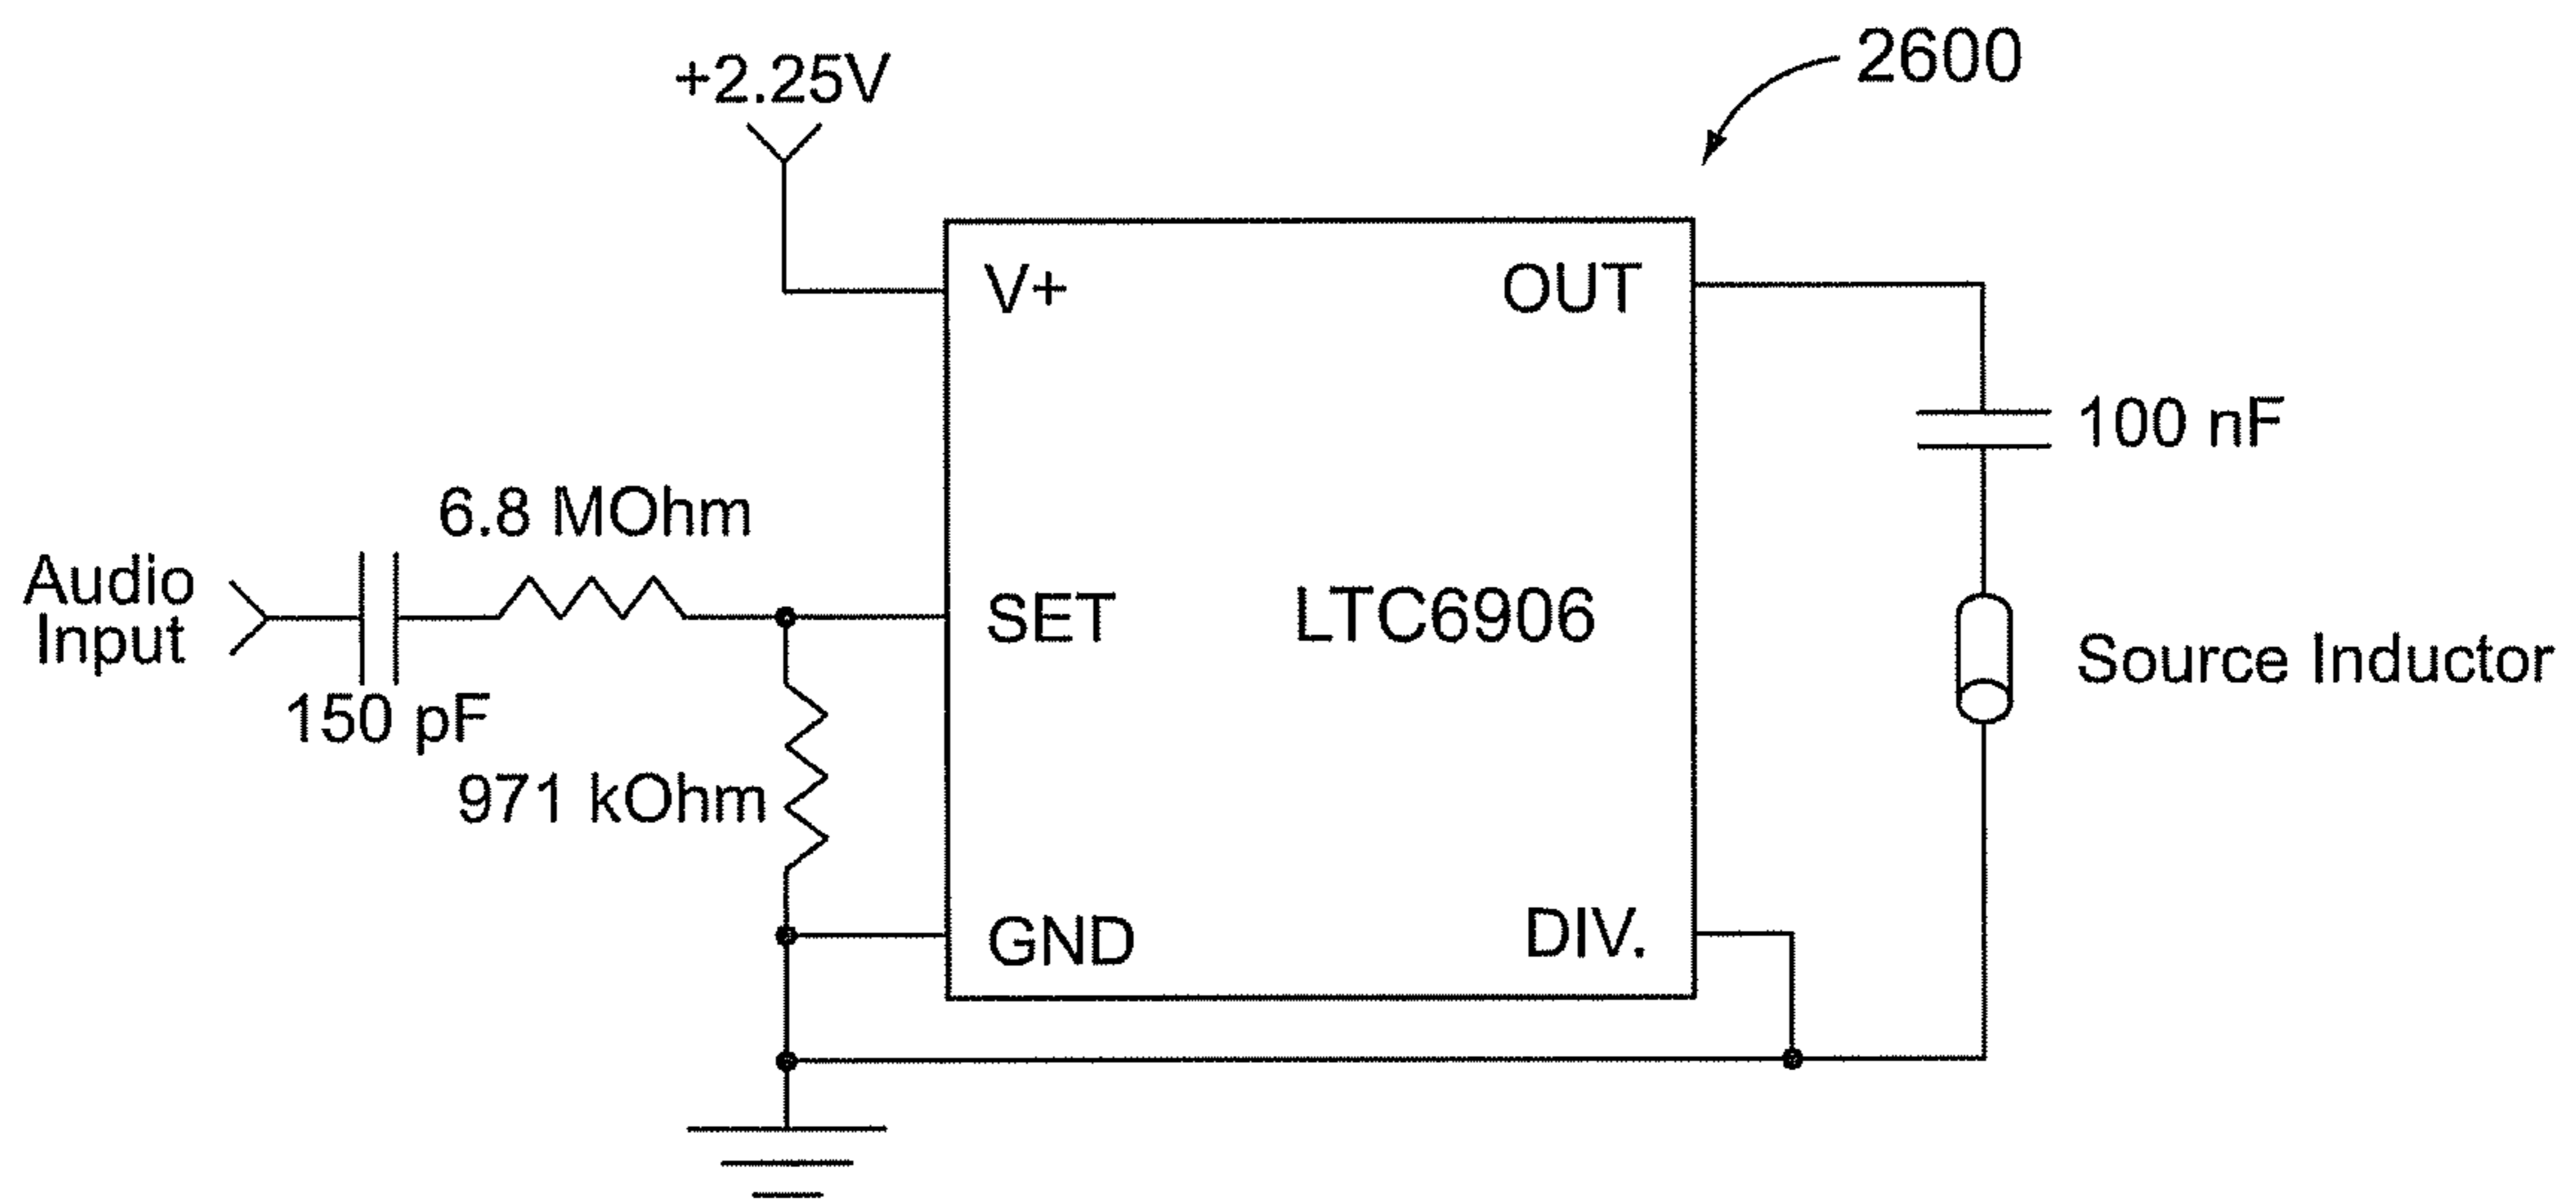 +2.25V
2600
V+
OUT
100 nF
6.8 MOhm
Audio
Input
SET
LTC6906
Source Inductor
150 pF
971 kOhm
GND
DIV.